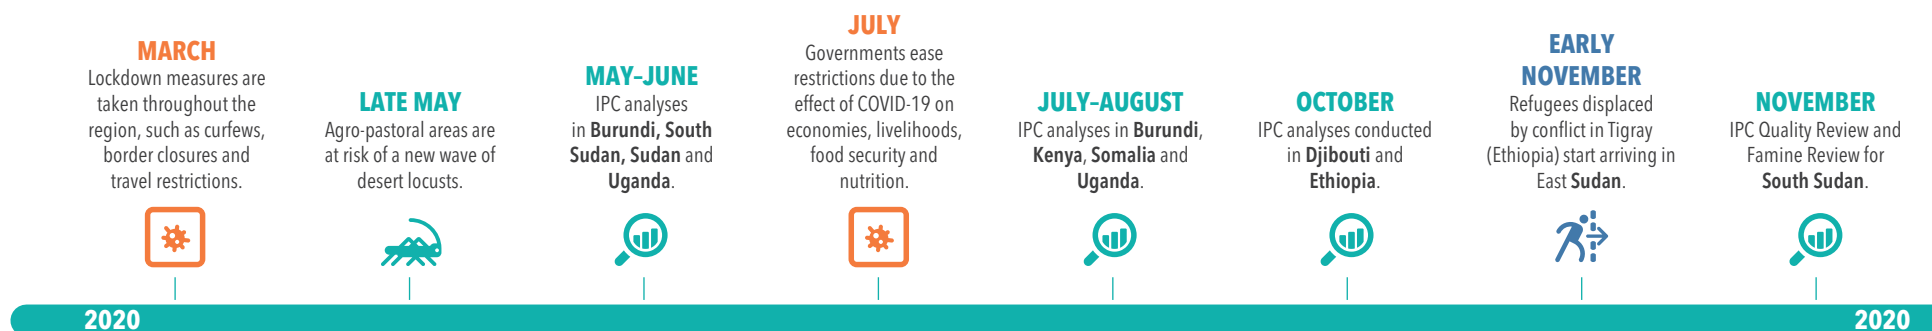 MARCH
Lockdown measures are
taken throughout the
region, such as curfews,
border closures and
travel restrictions.
LATE MAY
Agro-pastoral areas are
at risk of a new wave of
desert locusts.
MAY–JUNE
IPC analyses
in Burundi, South
Sudan, Sudan and
Uganda.
JULY
Governments ease
restrictions due to the
effect of COVID-19 on
economies, livelihoods,
food security and
nutrition.
JULY–AUGUST
IPC analyses in Burundi,
Kenya, Somalia and
Uganda.
OCTOBER
IPC analyses conducted
in Djibouti and
Ethiopia.
EARLY
NOVEMBER
Refugees displaced
by conflict in Tigray
(Ethiopia) start arriving in
East Sudan.
NOVEMBER
IPC Quality Review and
Famine Review for
South Sudan.
2020
2020